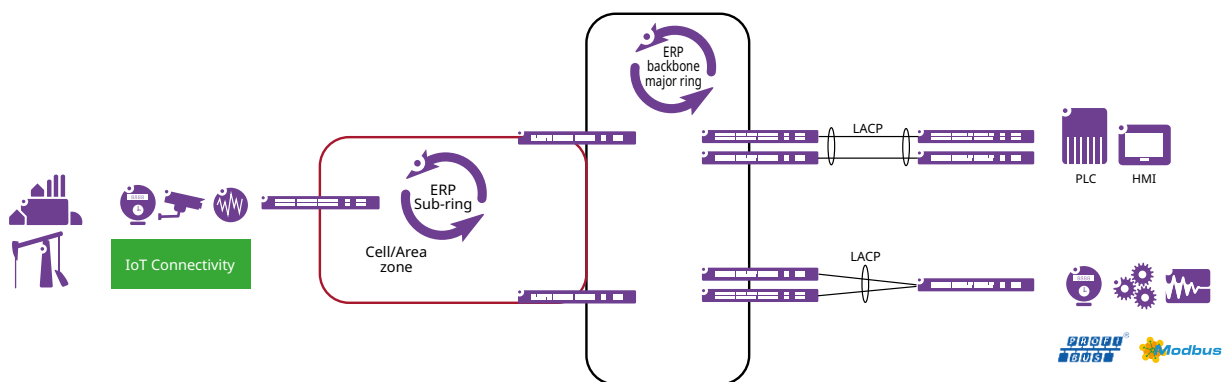 ERP
backbone
major ring
LACP
PLC
HMI
ERP
Sub-ring
Cell/Area
zone
IoT Connectivity
LACP
PROFI
BUS
®
Modbus